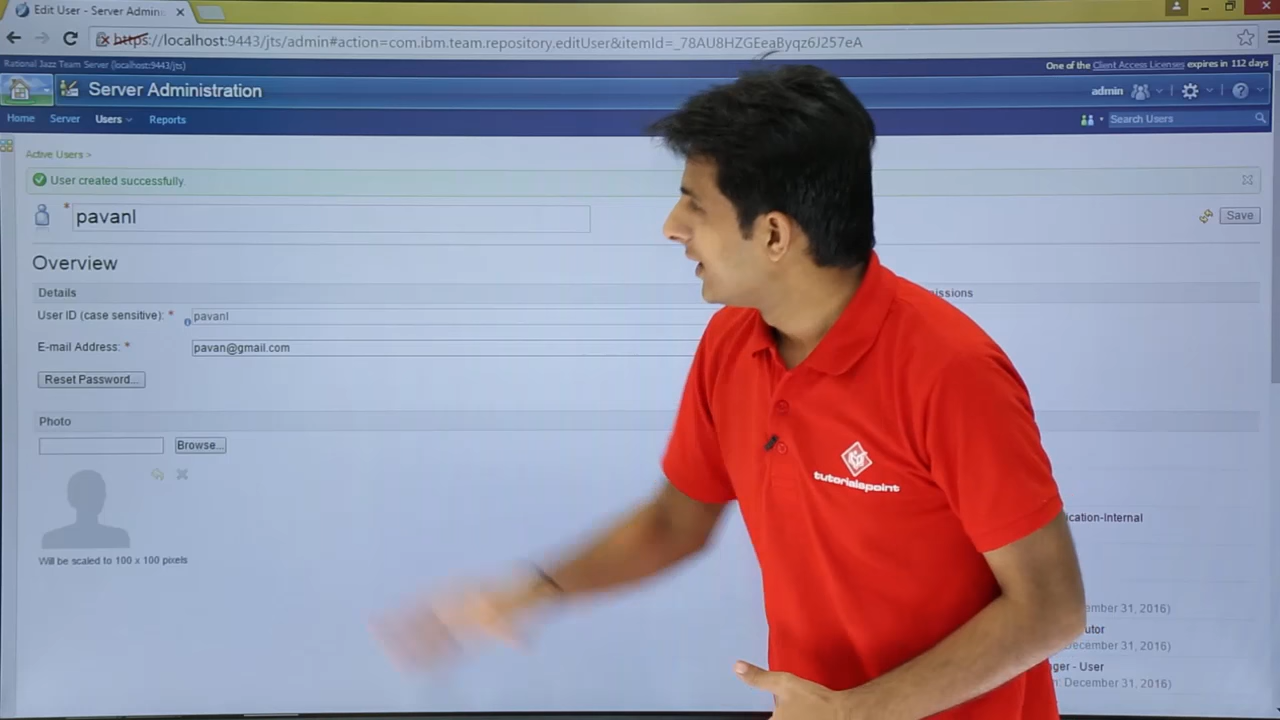 Edit User - Server Admin
https://localhost:9443/jts/admin#action=com.ibm.team.repository.editUser&itemId=_78AU8HZGEeaByqz6J257eA
Rational Jazz Team Server (localhost:9443/jts)
One of the Client Access Licenses expires in 112 days
Server Administration
admin
Home Server Users Reports
Search Users
Active Users >
User created successfully.
* pavanl
Save
Overview
Details
issions
User ID (case sensitive): * pavanl
E-mail Address: * pavan@gmail.com
Reset Password...
Photo
Browse...
Will be scaled to 100 x 100 pixels
tutorialspoint
ication-Internal
ember 31, 2016)
utor
December 31, 2016)
ger - User
: December 31, 2016)